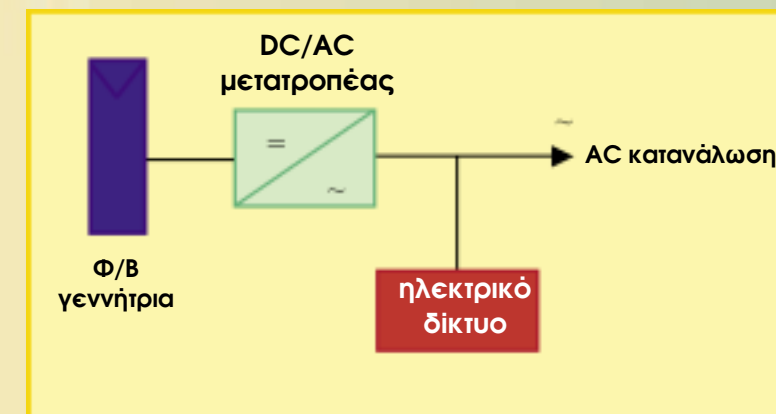 DC/AC
μετατροπέας
=
~
~
AC κατανάλωση
Φ/Β
γεννήτρια
ηλεκτρικό
δίκτυο